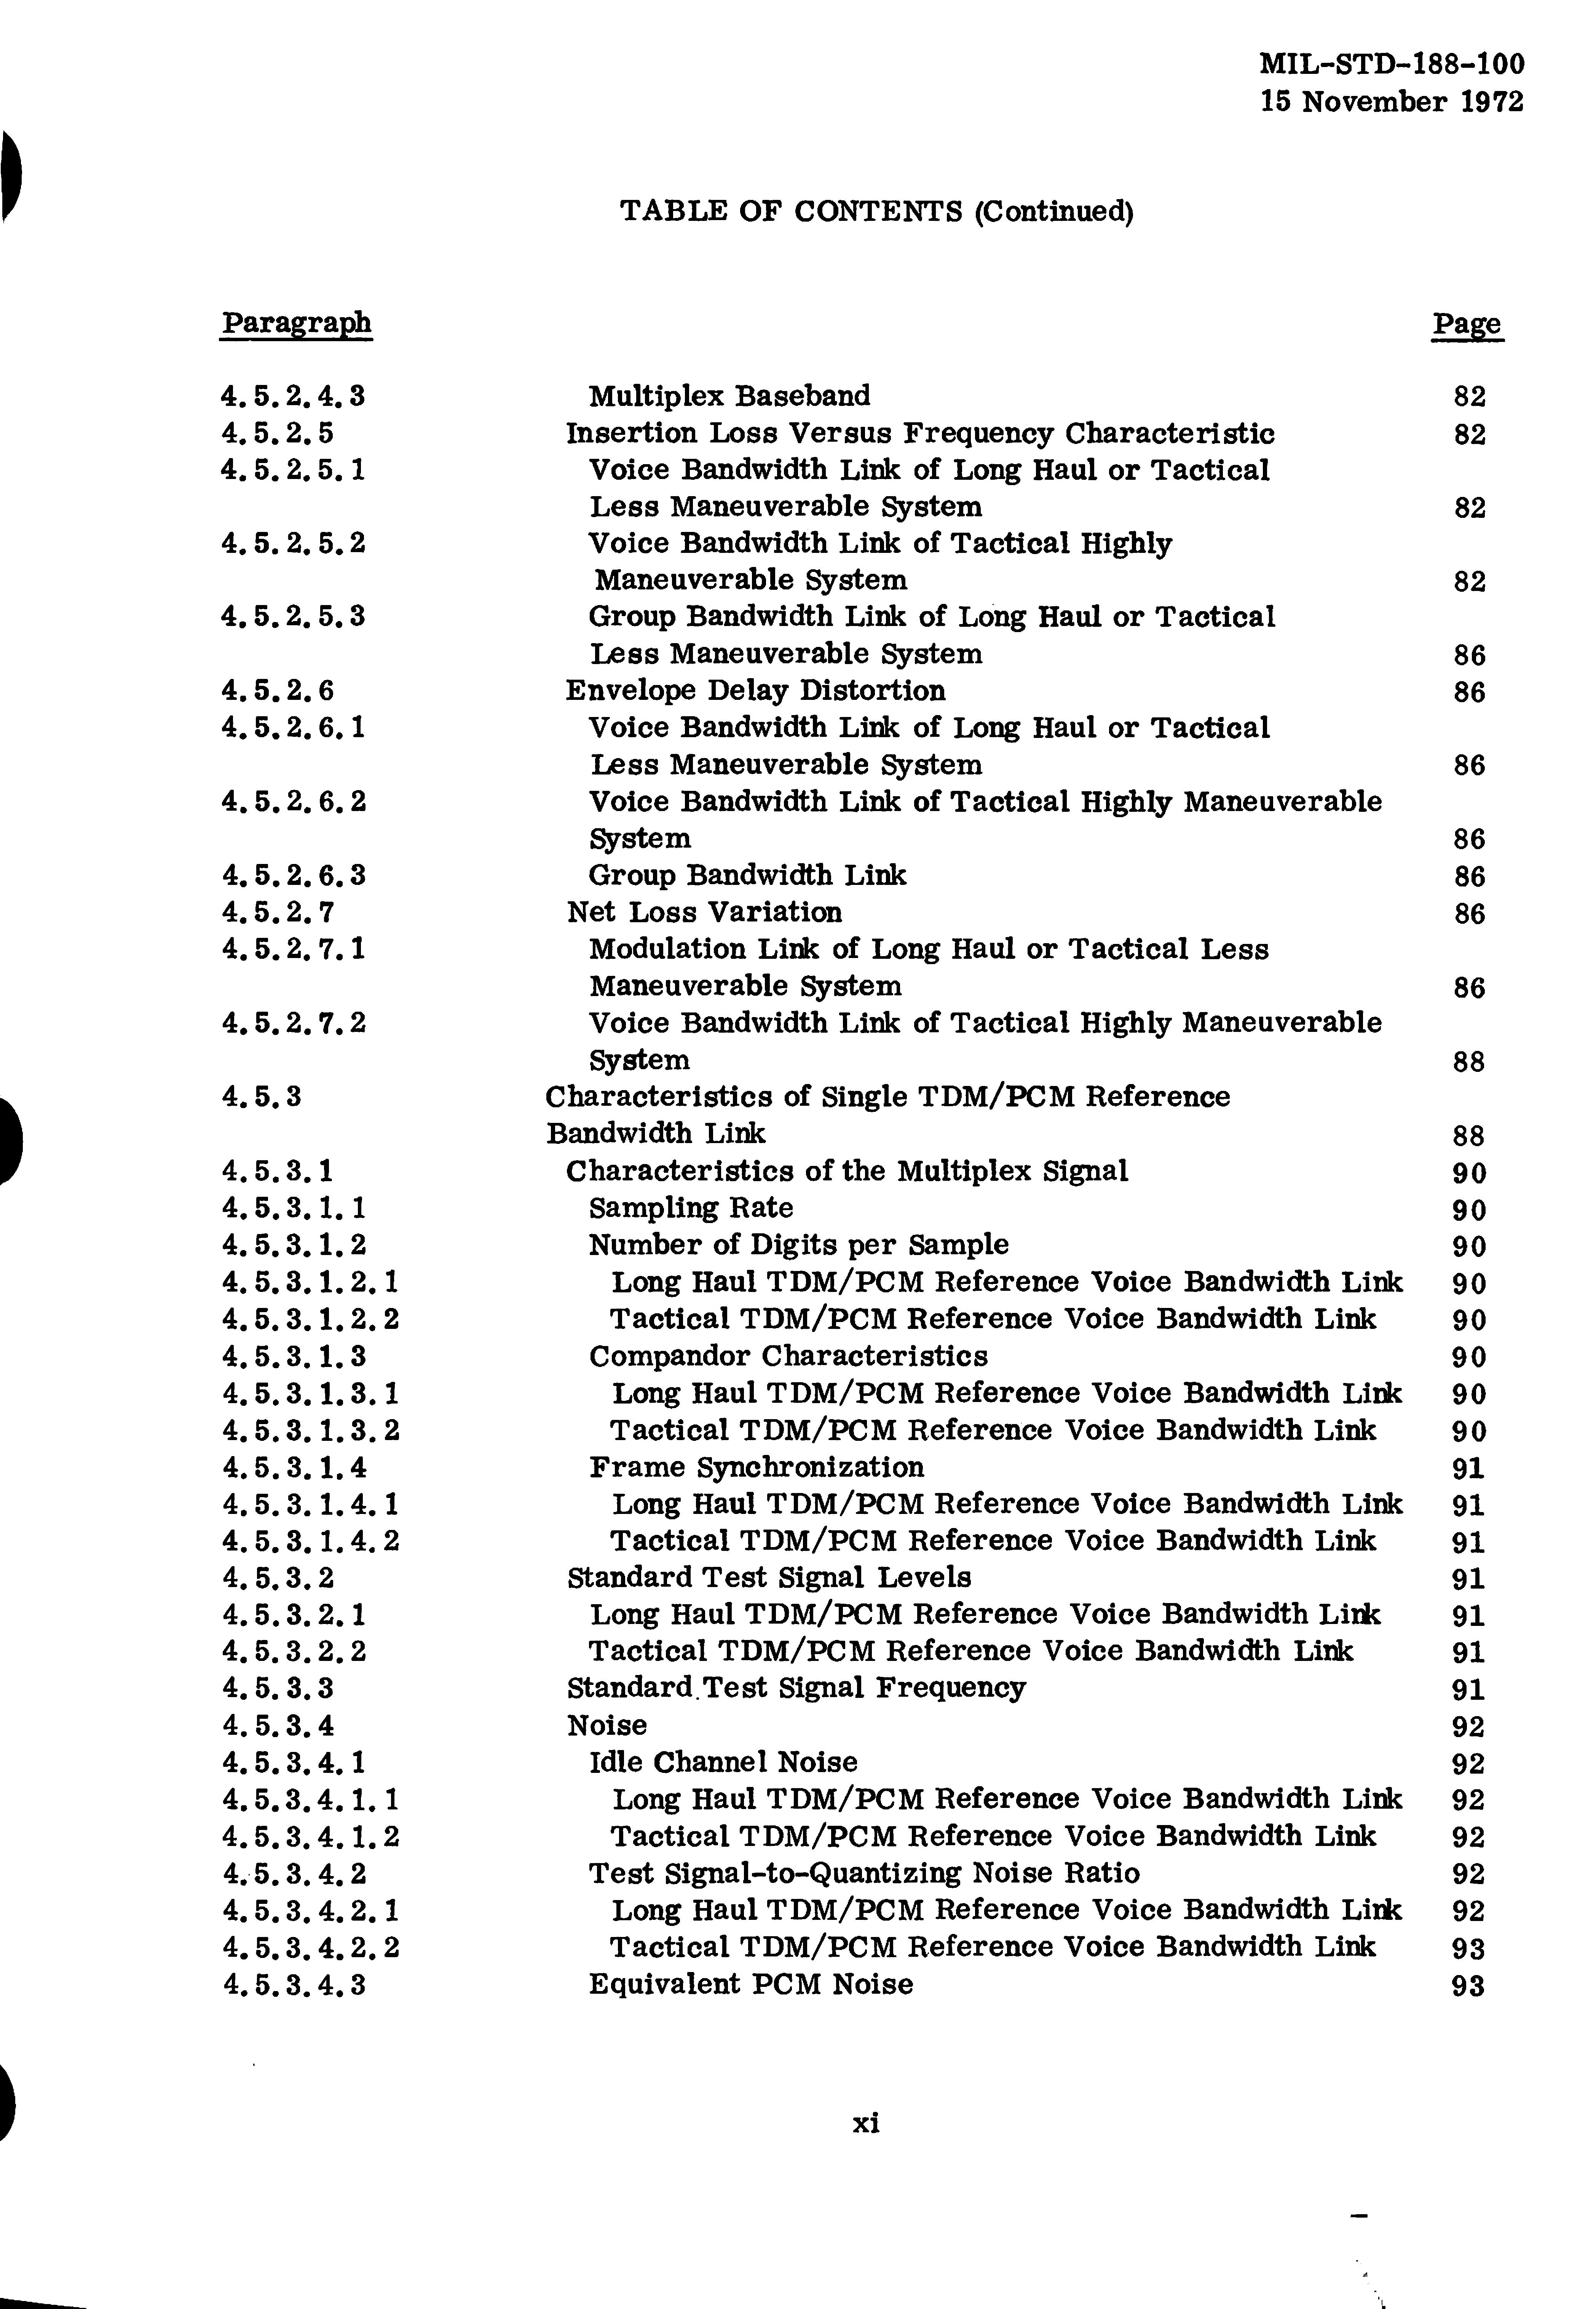 MIL-STD-188-100
15 November 1972
TABLE OF CONTENTS (Continued)
Paragraph Page
4.5.2.4.3 Multiplex Baseband 82
4.5.2.5 Insertion Loss Versus Frequency Characteristic 82
4.5.2.5.1 Voice Bandwidth Link of Long Haul or Tactical
Less Maneuverable System 82
4.5.2.5.2 Voice Bandwidth Link of Tactical Highly
Maneuverable System 82
4.5.2.5.3 Group Bandwidth Link of Long Haul or Tactical
Less Maneuverable System 86
4.5.2.6 Envelope Delay Distortion 86
4.5.2.6.1 Voice Bandwidth Link of Long Haul or Tactical
Less Maneuverable System 86
4.5.2.6.2 Voice Bandwidth Link of Tactical Highly Maneuverable
System 86
4.5.2.6.3 Group Bandwidth Link 86
4.5.2.7 Net Loss Variation 86
4.5.2.7.1 Modulation Link of Long Haul or Tactical Less
Maneuverable System 86
4.5.2.7.2 Voice Bandwidth Link of Tactical Highly Maneuverable
System 88
4.5.3 Characteristics of Single TDM/PCM Reference
Bandwidth Link 88
4.5.3.1 Characteristics of the Multiplex Signal 90
4.5.3.1.1 Sampling Rate 90
4.5.3.1.2 Number of Digits per Sample 90
4.5.3.1.2.1 Long Haul TDM/PCM Reference Voice Bandwidth Link 90
4.5.3.1.2.2 Tactical TDM/PCM Reference Voice Bandwidth Link 90
4.5.3.1.3 Compandor Characteristics 90
4.5.3.1.3.1 Long Haul TDM/PCM Reference Voice Bandwidth Link 90
4.5.3.1.3.2 Tactical TDM/PCM Reference Voice Bandwidth Link 90
4.5.3.1.4 Frame Synchronization 91
4.5.3.1.4.1 Long Haul TDM/PCM Reference Voice Bandwidth Link 91
4.5.3.1.4.2 Tactical TDM/PCM Reference Voice Bandwidth Link 91
4.5.3.2 Standard Test Signal Levels 91
4.5.3.2.1 Long Haul TDM/PCM Reference Voice Bandwidth Link 91
4.5.3.2.2 Tactical TDM/PCM Reference Voice Bandwidth Link 91
4.5.3.3 Standard Test Signal Frequency 91
4.5.3.4 Noise 92
4.5.3.4.1 Idle Channel Noise 92
4.5.3.4.1.1 Long Haul TDM/PCM Reference Voice Bandwidth Link 92
4.5.3.4.1.2 Tactical TDM/PCM Reference Voice Bandwidth Link 92
4.5.3.4.2 Test Signal-to-Quantizing Noise Ratio 92
4.5.3.4.2.1 Long Haul TDM/PCM Reference Voice Bandwidth Link 92
4.5.3.4.2.2 Tactical TDM/PCM Reference Voice Bandwidth Link 93
4.5.3.4.3 Equivalent PCM Noise 93
xi